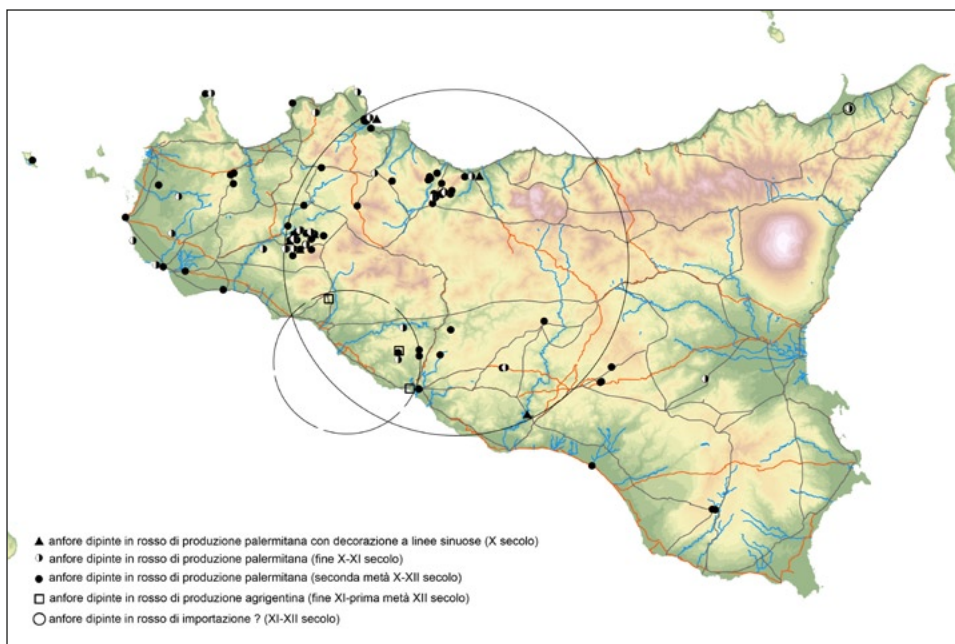 anfore dipinte in rosso di produzione palermitana con decorazione a linee sinuose (X secolo)
anfore dipinte in rosso di produzione palermitana (fine X-XI secolo)
anfore dipinte in rosso di produzione palermitana (seconda metà X-XII secolo)
anfore dipinte in rosso di produzione agrigentina (fine XI-prima metà XII secolo)
anfore dipinte in rosso di importazione ? (XI-XII secolo)